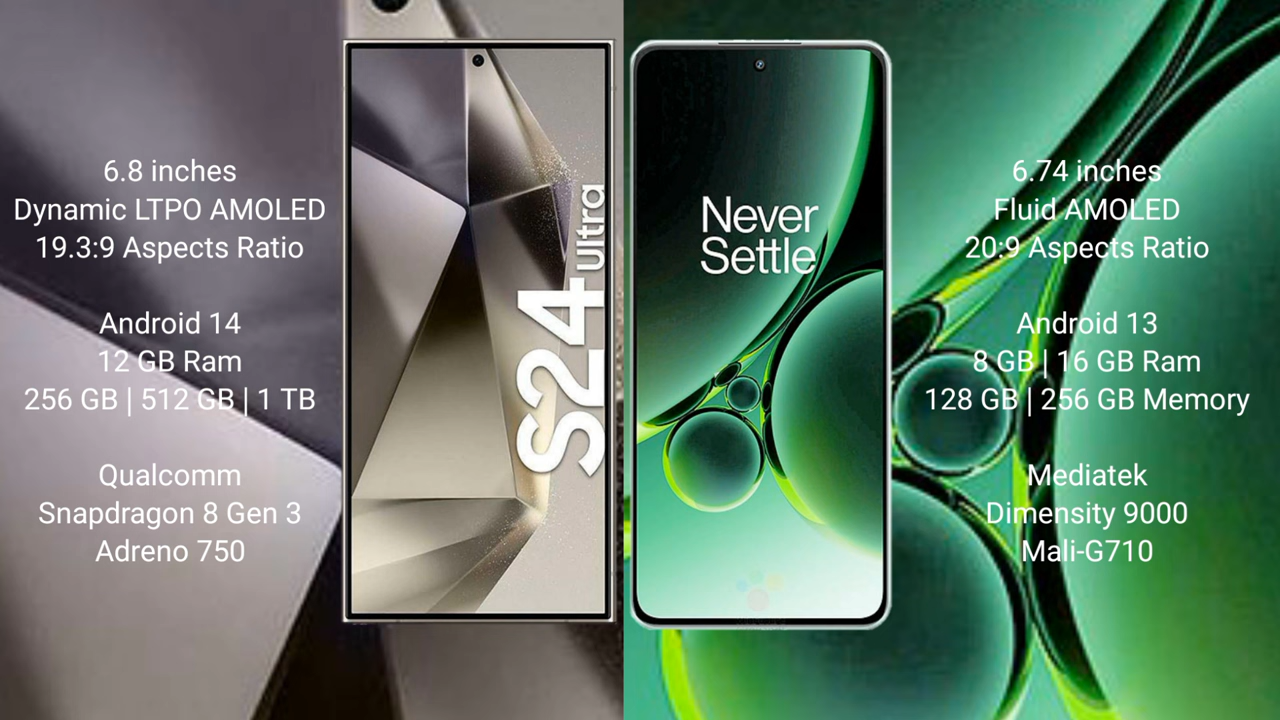 6.8 inches
Dynamic LTPO AMOLED
19.3:9 Aspects Ratio
Android 14
12 GB Ram
256 GB | 512 GB | 1 TB
Qualcomm
Snapdragon 8 Gen 3
Adreno 750
S24 ultra
Never
Settle
6.74 inches
Fluid AMOLED
20:9 Aspects Ratio
Android 13
8 GB | 16 GB Ram
128 GB | 256 GB Memory
Mediatek
Dimensity 9000
Mali-G710